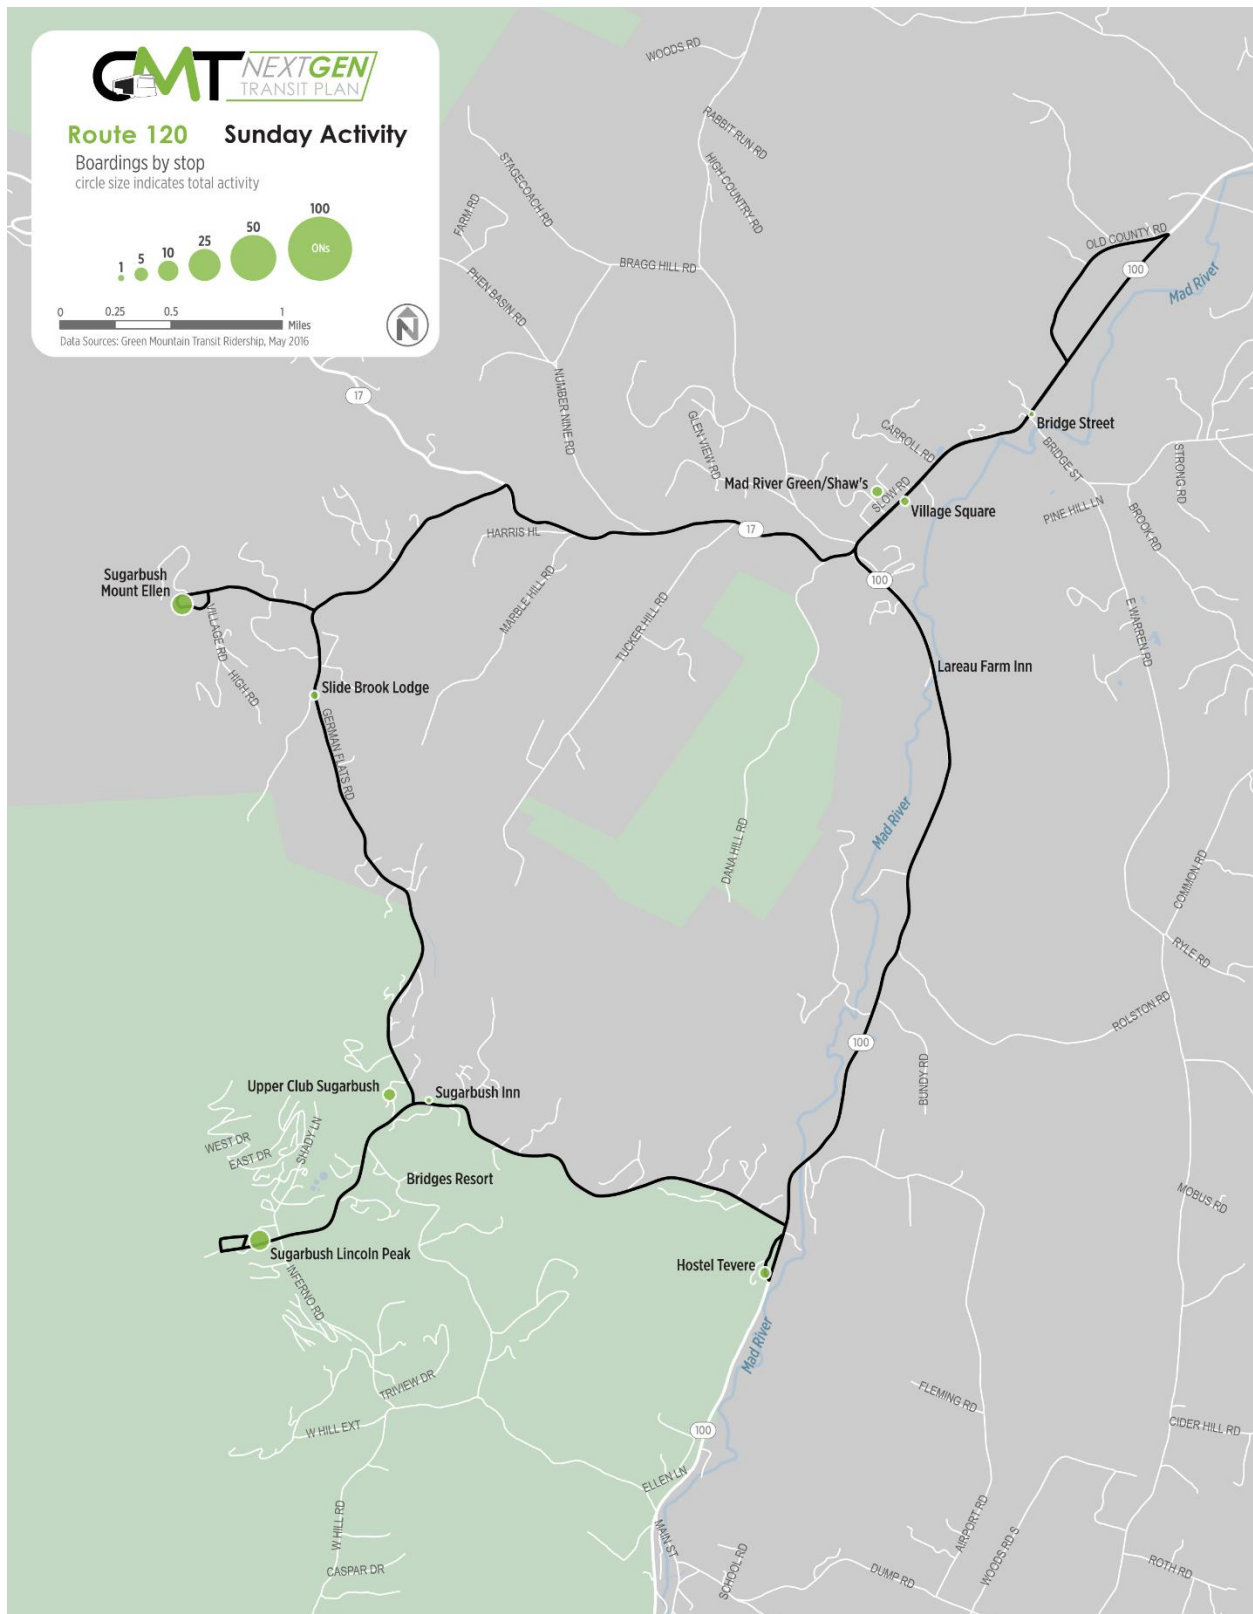 GMT NEXTGEN
TRANSIT PLAN
Route 120 Sunday Activity
Boardings by stop
circle size indicates total activity
1 5 10 25 50 100
ONs
0 0.25 0.5 1
Miles
Data Sources: Green Mountain Transit Ridership, May 2016
N
WOODS RD
RABBIT RUN RD
HIGH COUNTRY RD
STAGECOACH RD
FARM RD
BRAGG HILL RD
PHEN BASIN RD
OLD COUNTY RD
100
Mad River
NUMBER NINE RD
17
GLEN VIEW RD
CARROLL RD
Bridge Street
BRIDGE ST
STRONG RD
Mad River Green/Shaw's
SLOW RD
Village Square
PINE HILL LN
BROOK RD
HARRIS HL
17
100
Sugarbush
Mount Ellen
MARBLE HILL RD
TUCKER HILL RD
E WARREN RD
VILLAGE RD
HIGH RD
Lareau Farm Inn
Slide Brook Lodge
GERMAN FLATS RD
Mad River
DANA HILL RD
COMMON RD
RYLE RD
ROLSTON RD
100
BUNDY RD
Upper Club Sugarbush
Sugarbush Inn
WEST DR
EAST DR
SHADY LN
Bridges Resort
MOBUS RD
Sugarbush Lincoln Peak
Hostel Tevere
INFERNO RD
Mad River
TRIVIEW DR
FLEMING RD
W HILL EXT
100
CIDER HILL RD
ELLEN LN
W HILL RD
MAIN ST
AIRPORT RD
WOODS RD S
CASPAR DR
SCHOOL RD
DUMP RD
ROTH RD